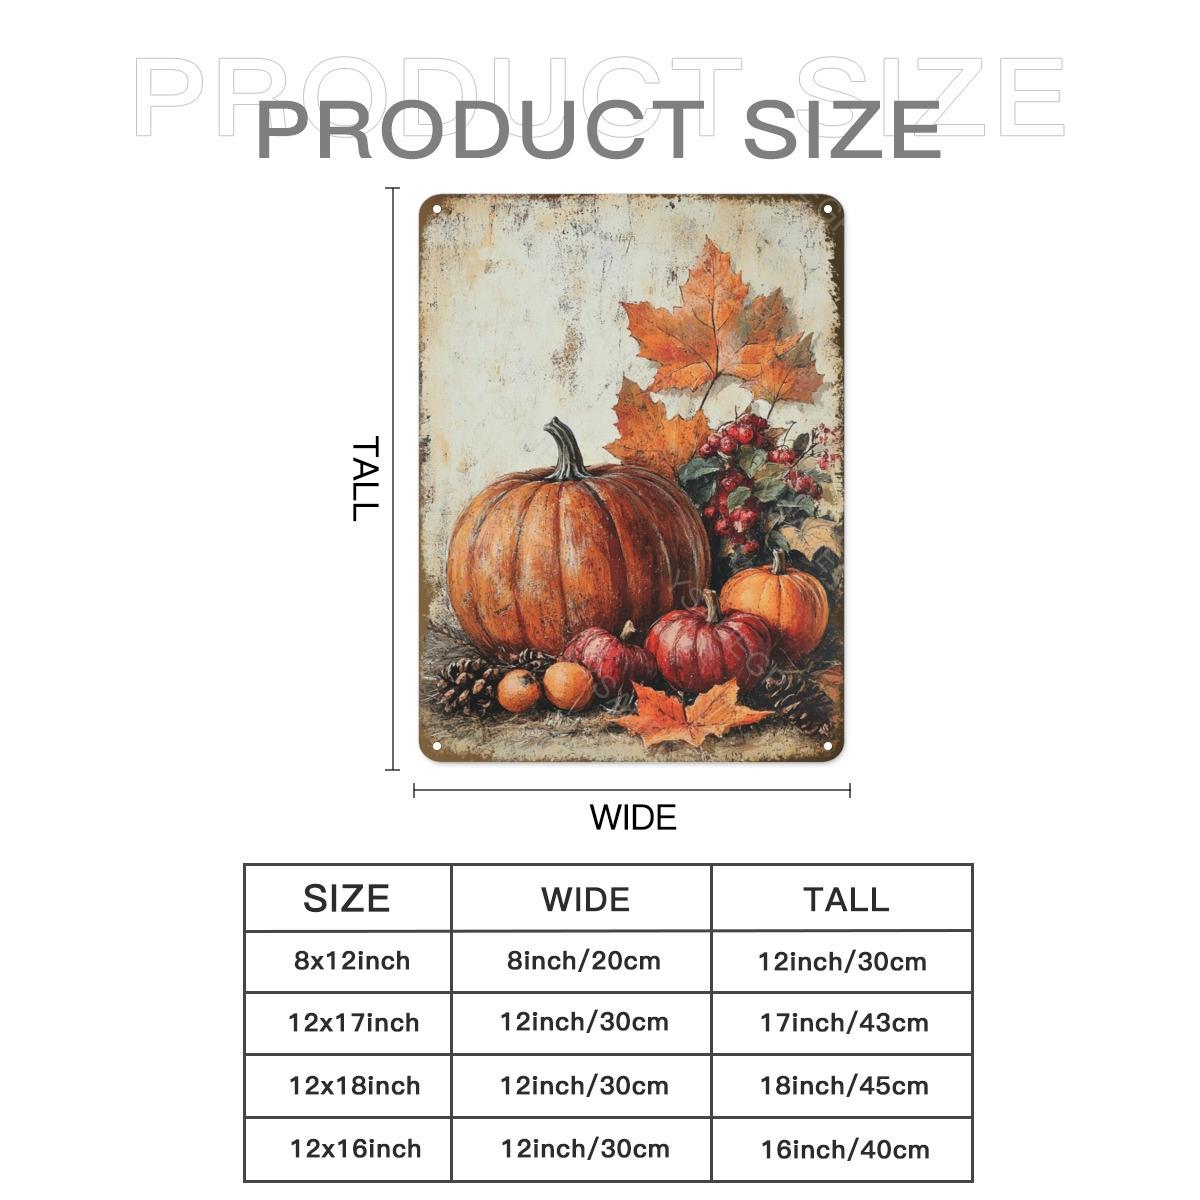 PRODUCT SIZE
PRODUCT SIZE
TALL
WIDE
SIZE WIDE TALL
8x12inch 8inch/20cm 12inch/30cm
12x17inch 12inch/30cm 17inch/43cm
12x18inch 12inch/30cm 18inch/45cm
12x16inch 12inch/30cm 16inch/40cm